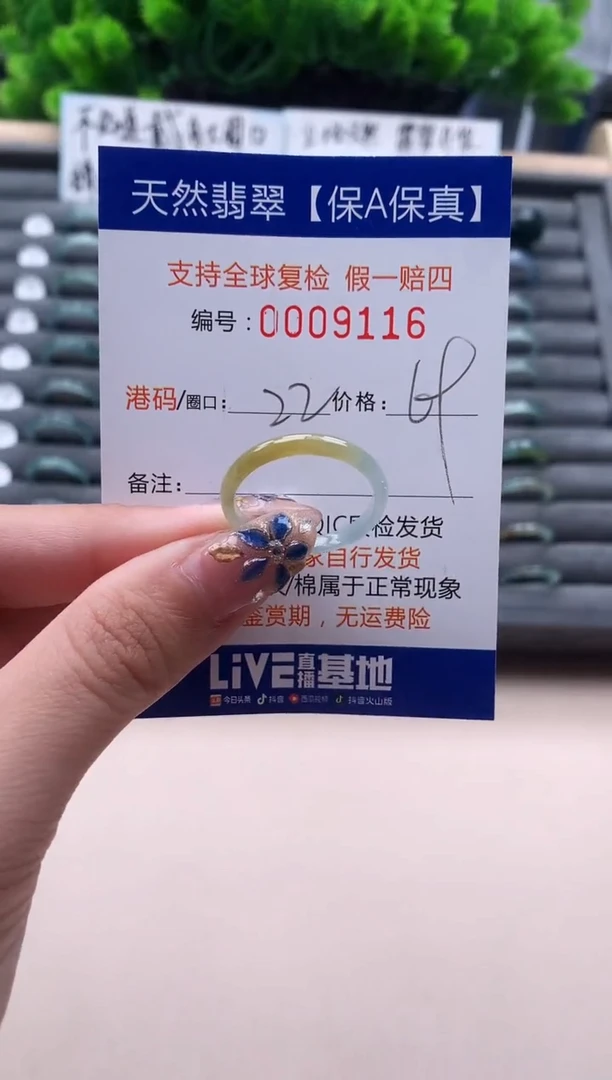 天然翡翠【保A保真】
支持全球复检 假一赔四
编号：0009116
港码/圈口：22 价格：69
备注：
检发货
家自行发货
/棉属于正常现象
鉴赏期，无运费险
LiVE直播基地
今日头条 抖音 西瓜视频 抖音火山版